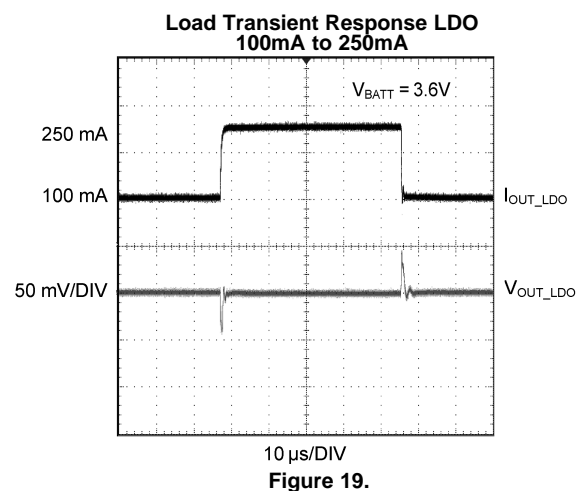 Load Transient Response LDO
100mA to 250mA
V_BATT = 3.6V
250 mA
100 mA
I_OUT_LDO
50 mV/DIV
V_OUT_LDO
10 µs/DIV
Figure 19.